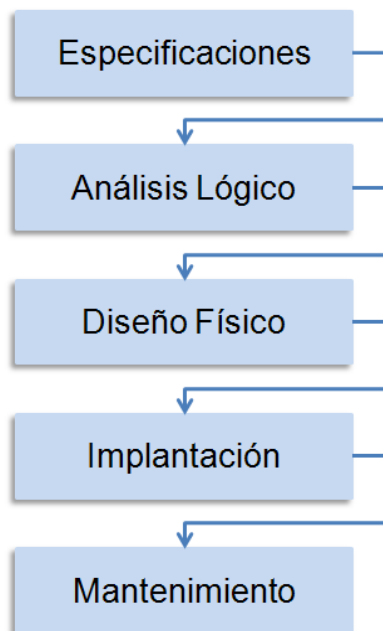 Especificaciones
Análisis Lógico
Diseño Físico
Implantación
Mantenimiento